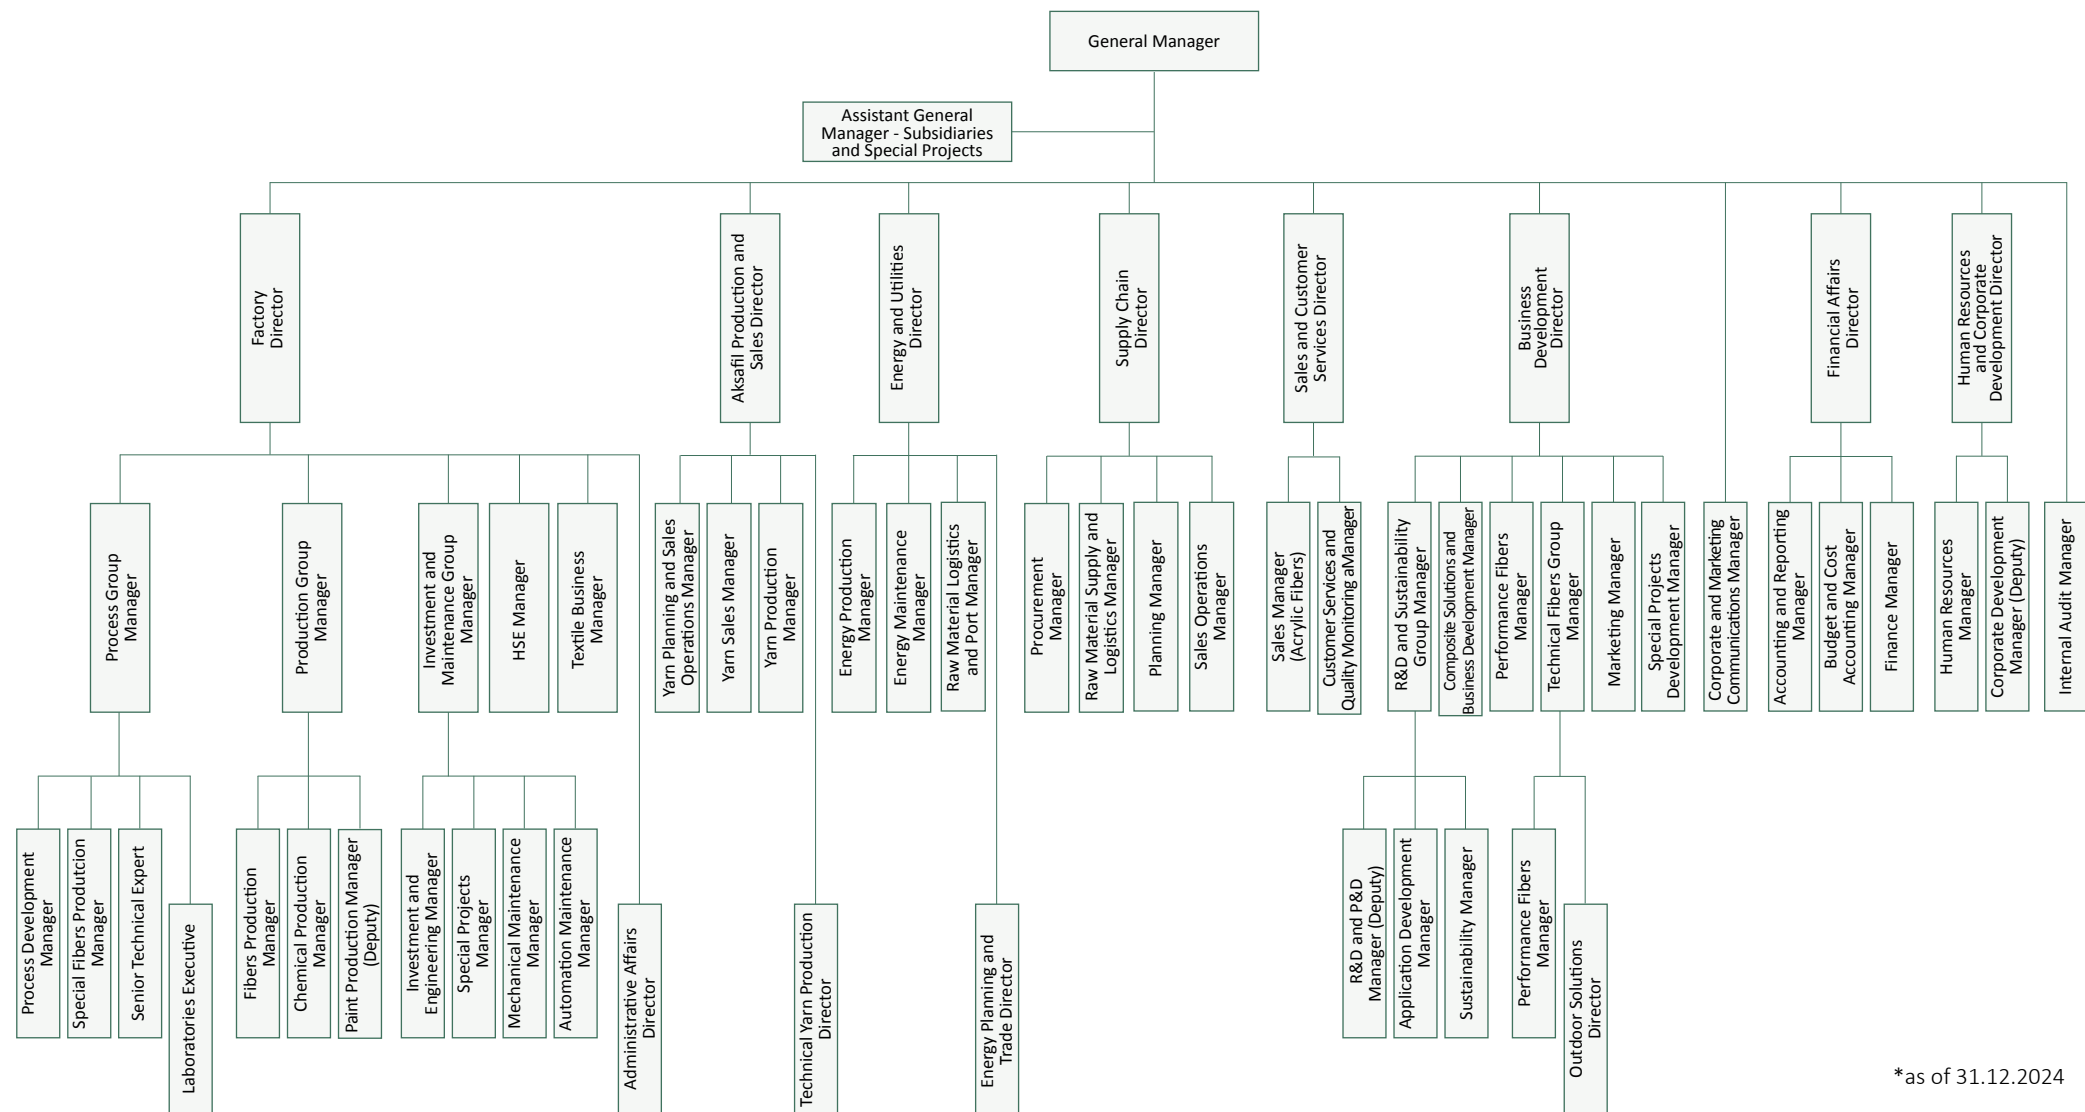 General Manager
Assistant General
Manager - Subsidiaries
and Special Projects
Factory
Director
Aksafil Production and
Sales Director
Energy and Utilities
Director
Supply Chain
Director
Sales and Customer
Services Director
Business
Development
Director
Financial Affairs
Director
Human Resources
and Corporate
Development Director
Process Group
Manager
Production Group
Manager
Investment and
Maintenance Group
Manager
HSE Manager
Textile Business
Manager
Yarn Planning and Sales
Operations Manager
Yarn Sales Manager
Yarn Production
Manager
Energy Production
Manager
Energy Maintenance
Manager
Raw Material Logistics
and Port Manager
Procurement
Manager
Raw Material Supply and
Logistics Manager
Planning Manager
Sales Operations
Manager
Sales Manager
(Acrylic Fibers)
Customer Services and
Quality Monitoring aManager
R&D and Sustainability
Group Manager
Composite Solutions and
Business Development Manager
Performance Fibers
Manager
Technical Fibers Group
Manager
Marketing Manager
Special Projects
Development Manager
Corporate and Marketing
Communications Manager
Accounting and Reporting
Manager
Budget and Cost
Accounting Manager
Finance Manager
Human Resources
Manager
Corporate Development
Manager (Deputy)
Internal Audit Manager
Process Development
Manager
Special Fibers Production
Manager
Senior Technical Expert
Laboratories Executive
Fibers Production
Manager
Chemical Production
Manager
Paint Production Manager
(Deputy)
Investment and
Engineering Manager
Special Projects
Manager
Mechanical Maintenance
Manager
Automation Maintenance
Manager
Administrative Affairs
Director
Technical Yarn Production
Director
Energy Planning and
Trade Director
R&D and P&D
Manager (Deputy)
Application Development
Manager
Sustainability Manager
Performance Fibers
Manager
Outdoor Solutions
Director
*as of 31.12.2024